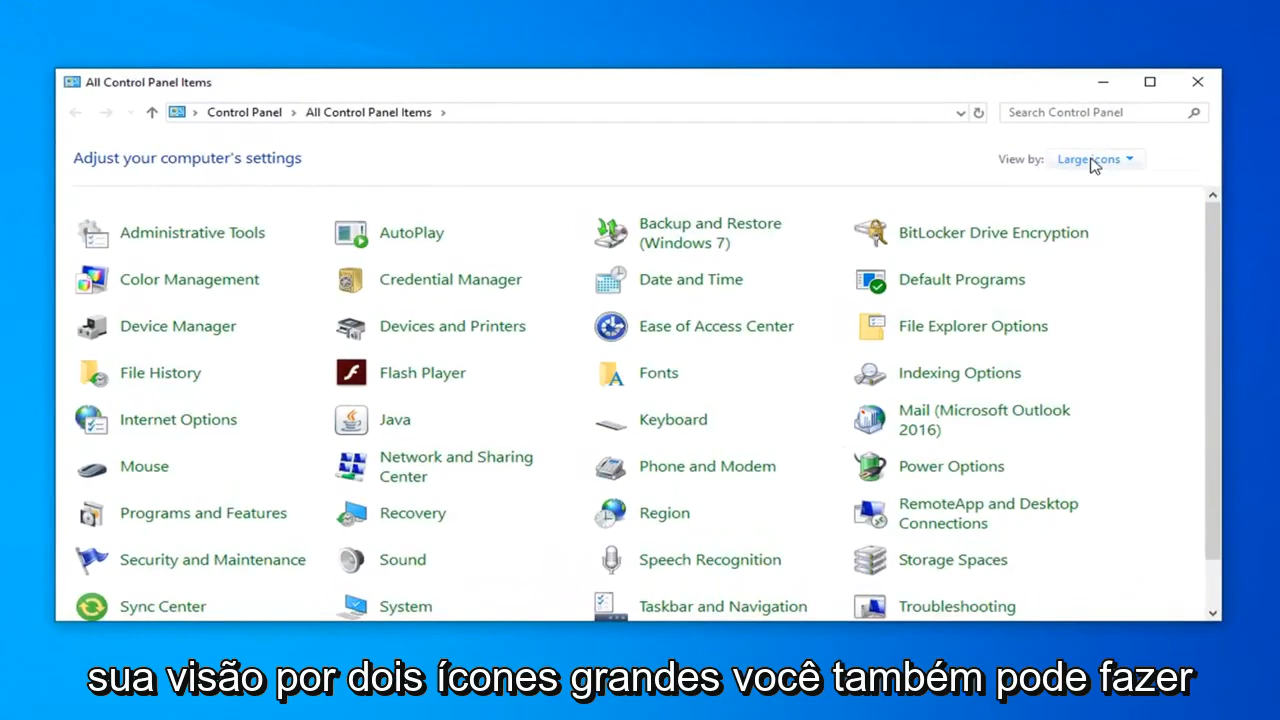 All Control Panel Items
Control Panel > All Control Panel Items >
Search Control Panel
Adjust your computer's settings
View by: Large icons
Administrative Tools
AutoPlay
Backup and Restore
(Windows 7)
BitLocker Drive Encryption
Color Management
Credential Manager
Date and Time
Default Programs
Device Manager
Devices and Printers
Ease of Access Center
File Explorer Options
File History
Flash Player
Fonts
Indexing Options
Internet Options
Java
Keyboard
Mail (Microsoft Outlook
2016)
Mouse
Network and Sharing
Center
Phone and Modem
Power Options
Programs and Features
Recovery
Region
RemoteApp and Desktop
Connections
Security and Maintenance
Sound
Speech Recognition
Storage Spaces
Sync Center
System
Taskbar and Navigation
Troubleshooting
sua visão por dois ícones grandes você também pode fazer